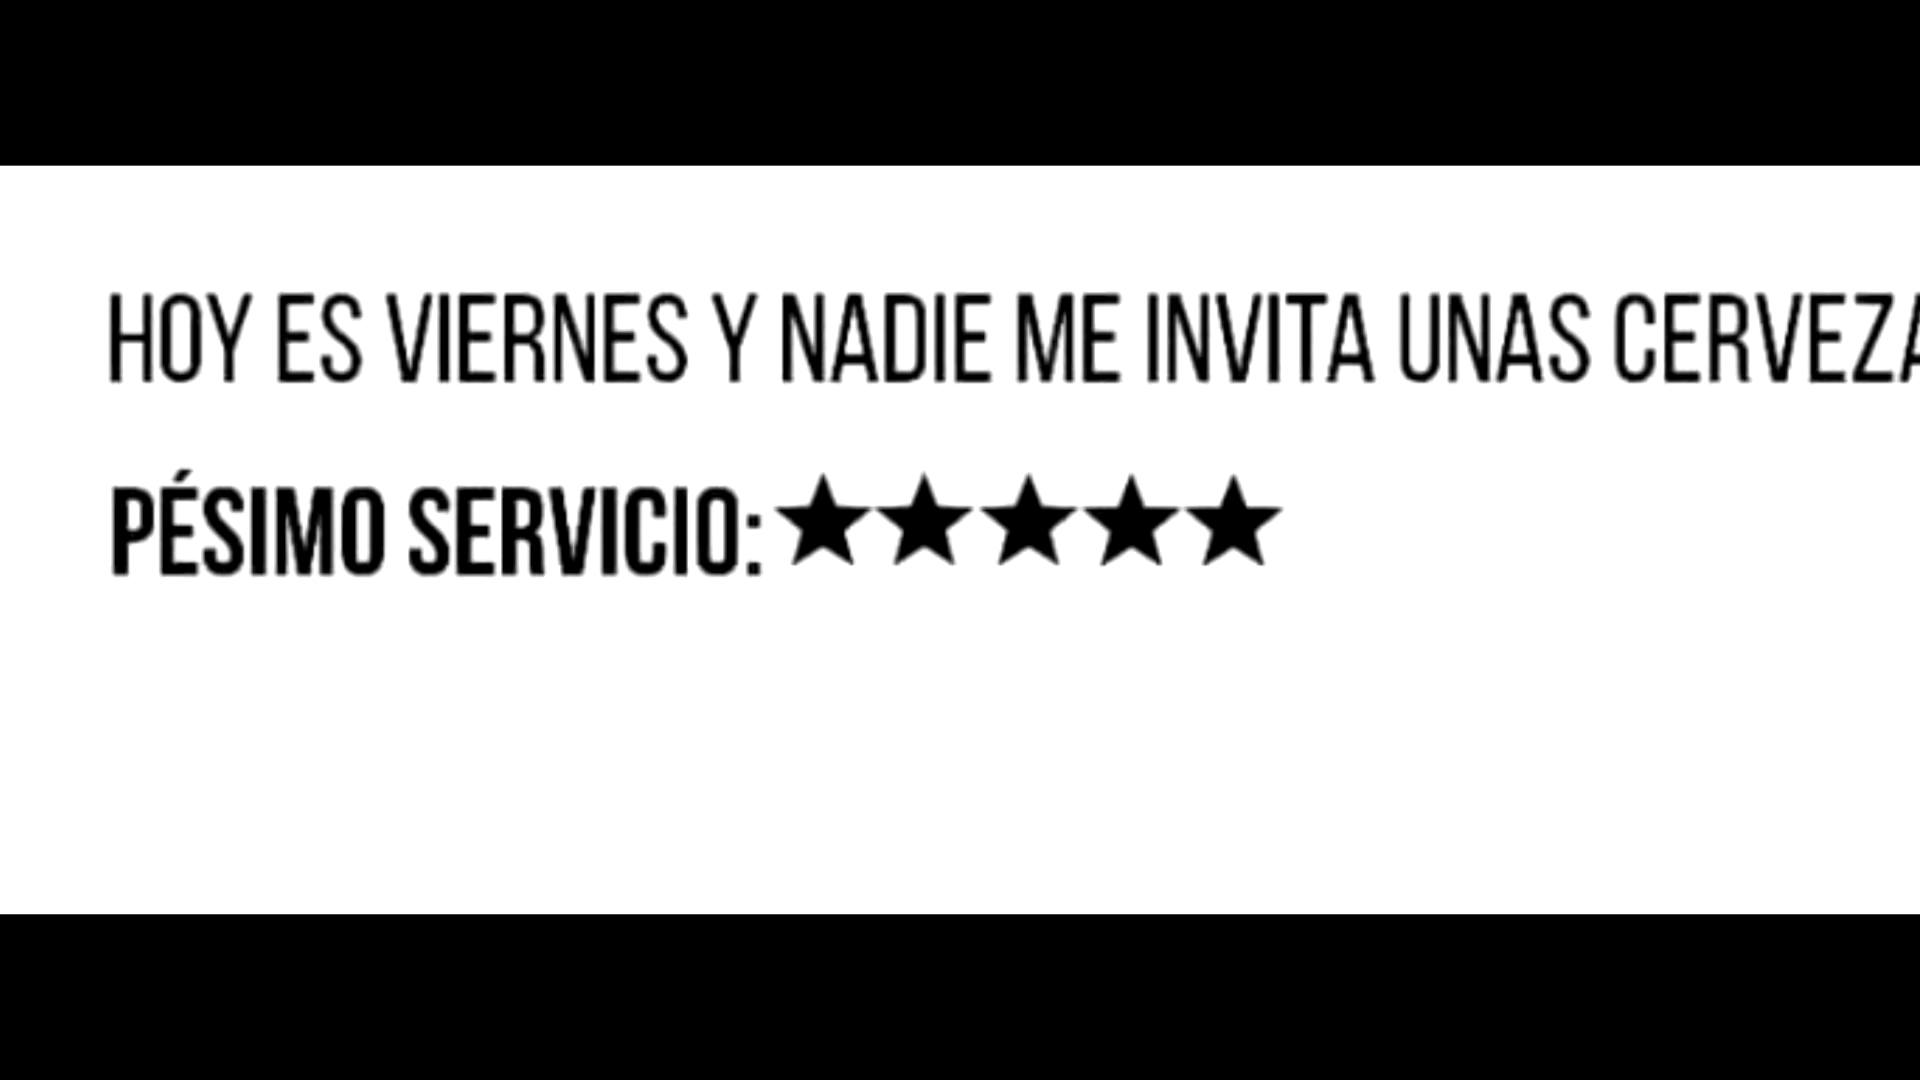 HOY ES VIERNES Y NADIE ME INVITA UNAS CERVEZA
PÉSIMO SERVICIO: ★★★★★